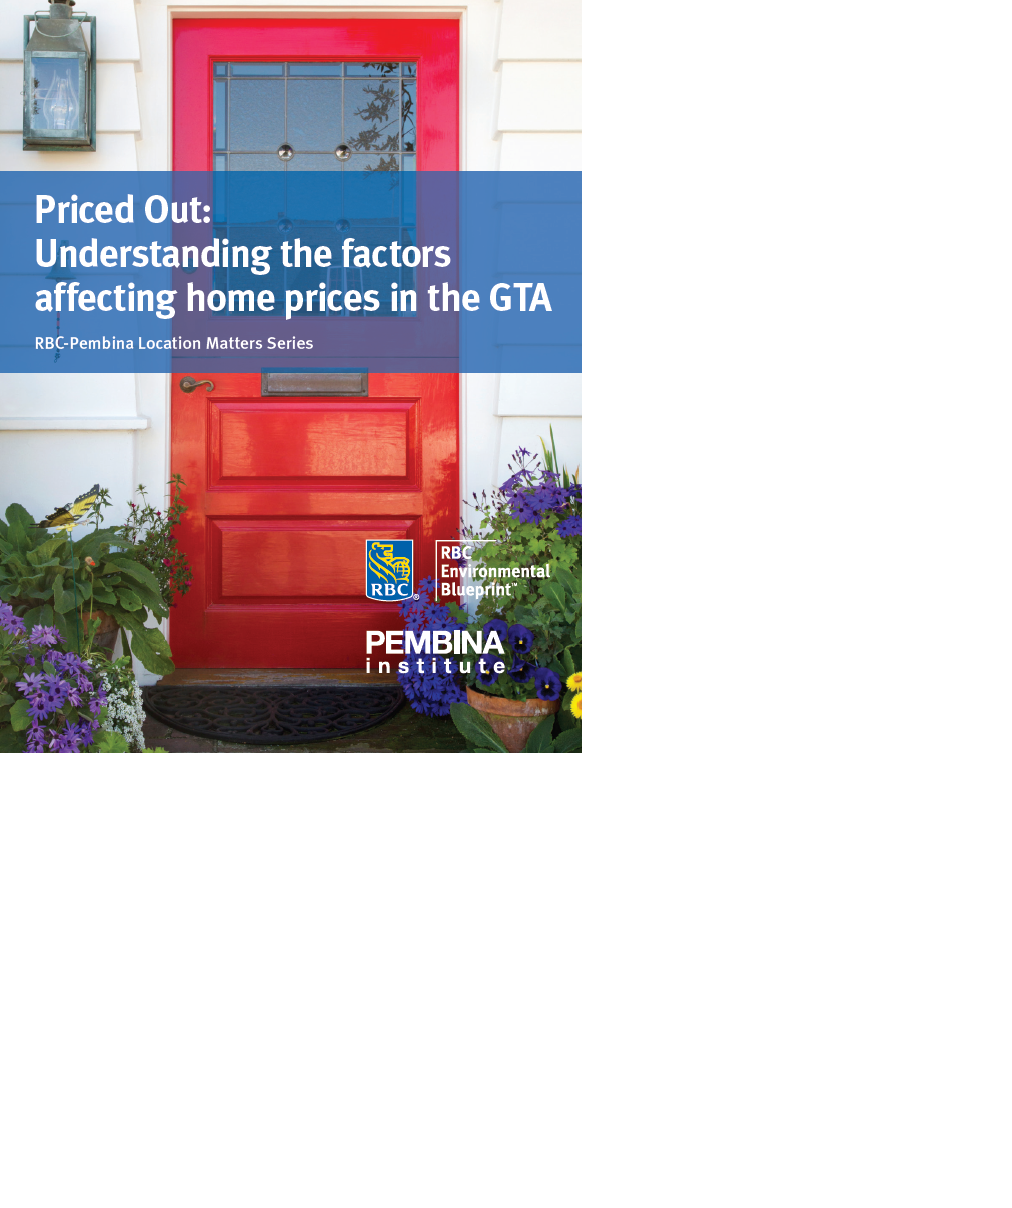 Priced Out:
Understanding the factors
affecting home prices in the GTA
RBC-Pembina Location Matters Series
RBC®
RBC
Environmental
Blueprint™
PEMBINA
institute